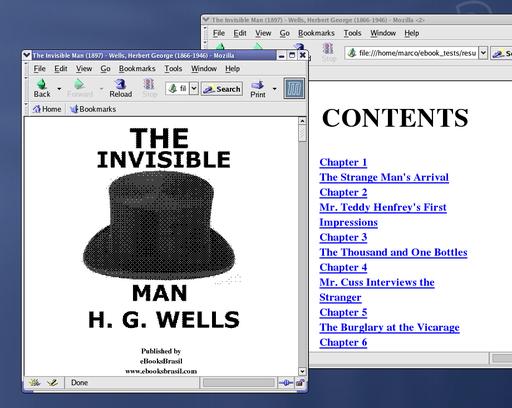 The Invisible Man (1897) - Wells, Herbert George (1866-1946) - Mozilla <2>
File Edit View Go Bookmarks Tools Window Help
file:///home/marco/ebook_tests/resu
CONTENTS
Chapter 1
The Strange Man's Arrival
Chapter 2
Mr. Teddy Henfrey's First
Impressions
Chapter 3
The Thousand and One Bottles
Chapter 4
Mr. Cuss Interviews the
Stranger
Chapter 5
The Burglary at the Vicarage
Chapter 6
The Invisible Man (1897) - Wells, Herbert George (1866-1946) - Mozilla
File Edit View Go Bookmarks Tools Window Help
Back Forward Reload Stop fil Search Print
Home Bookmarks
THE
INVISIBLE
MAN
H. G. WELLS
Published by
eBooksBrasil
www.ebooksbrasil.com
Done